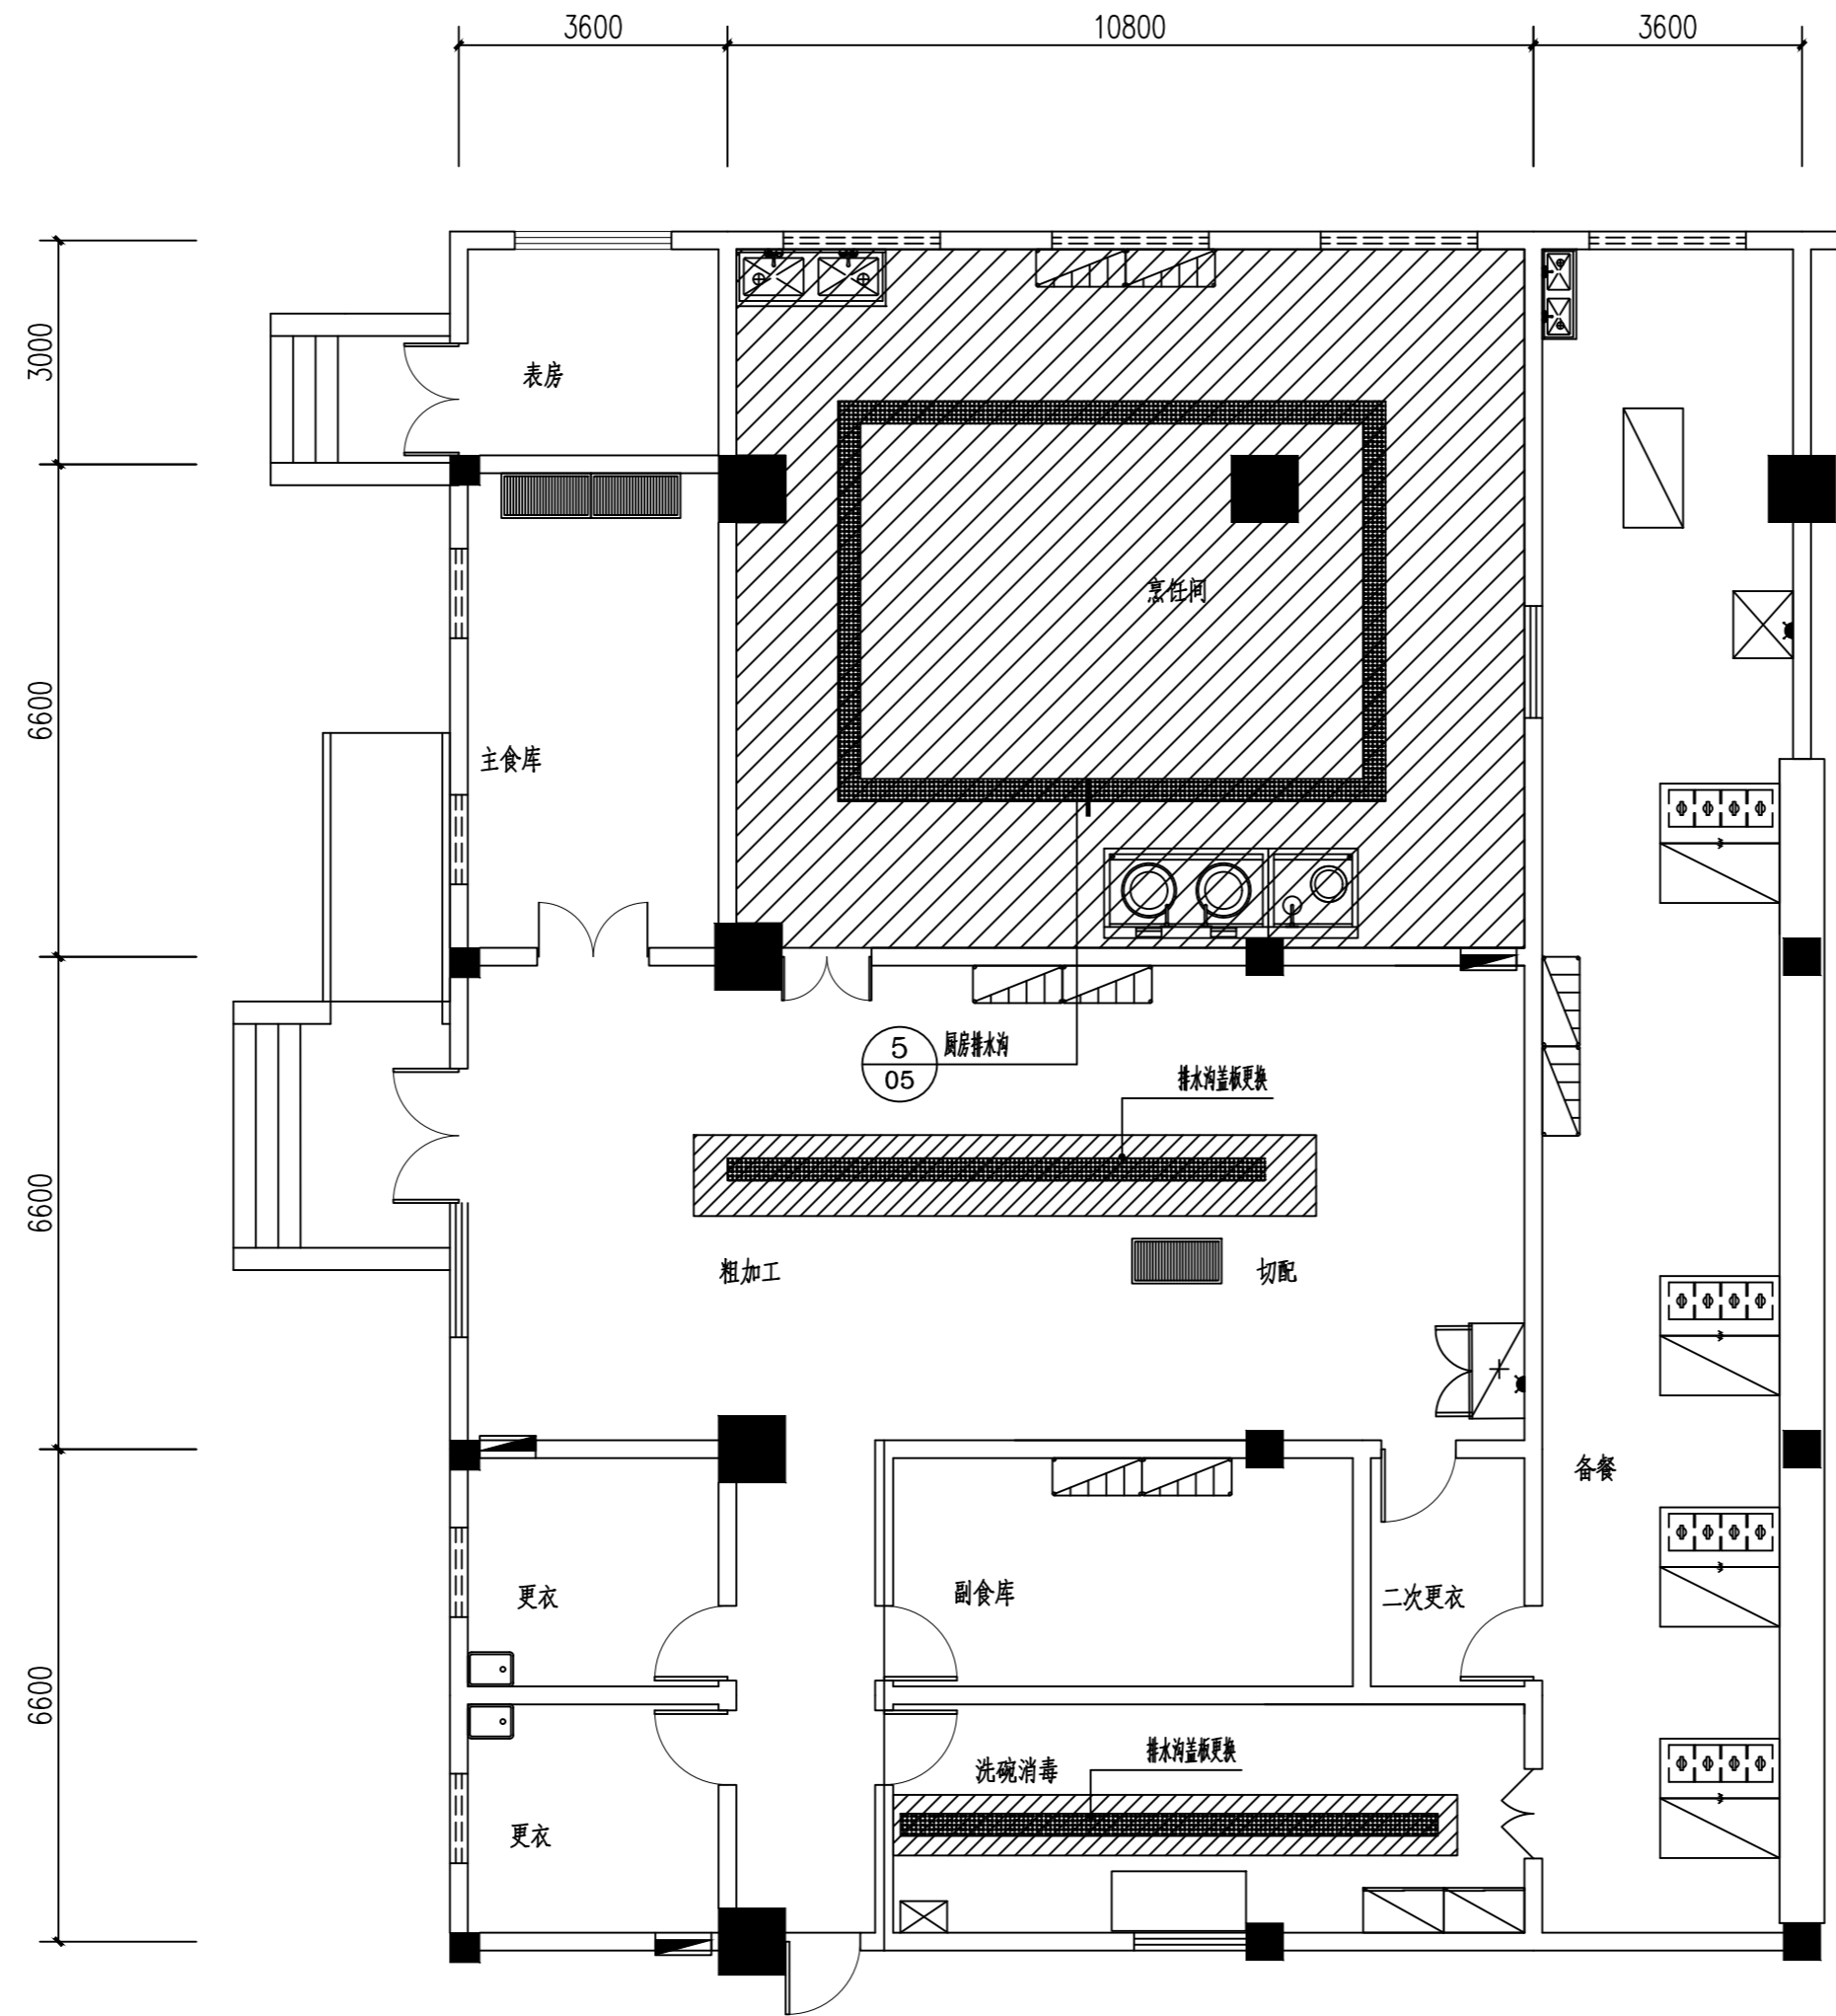 3600
10800
3600
3000
6600
6600
6600
表房
烹饪间
主食库
5
05
厨房排水沟
排水沟盖板更换
粗加工
切配
备餐
更衣
副食库
二次更衣
洗碗消毒
排水沟盖板更换
更衣